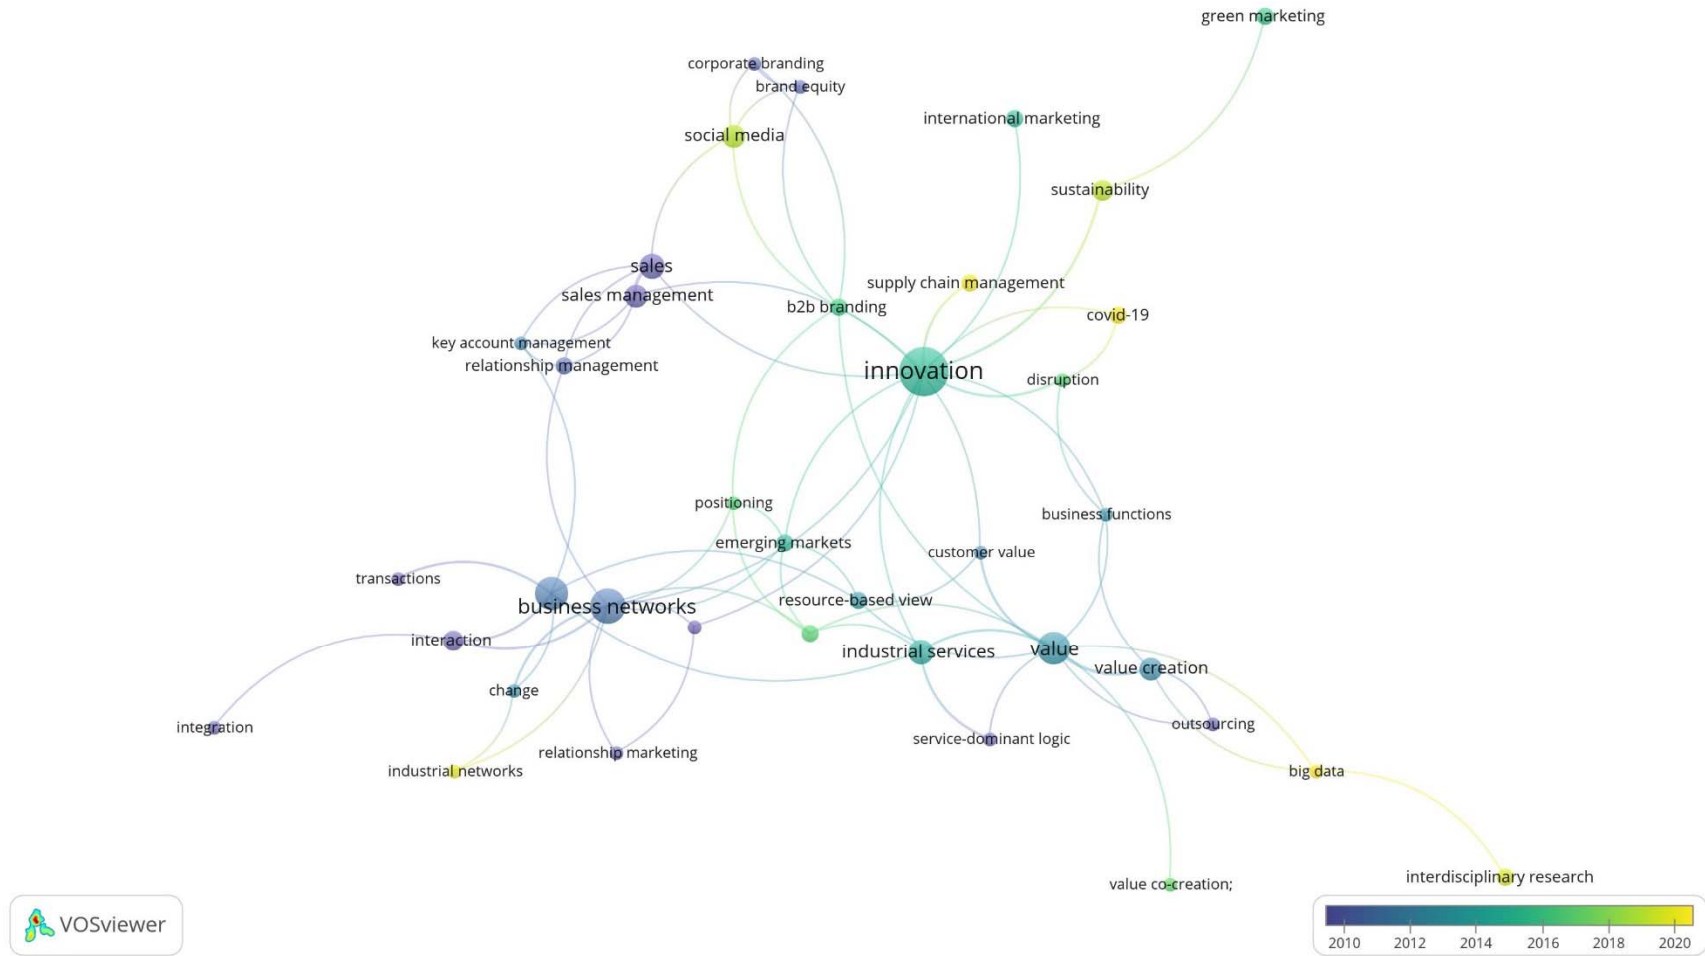 green marketing
corporate branding
brand equity
international marketing
social media
sustainability
sales
supply chain management
sales management
b2b branding
covid-19
key account management
relationship management
innovation
disruption
positioning
business functions
emerging markets
customer value
transactions
resource-based view
business networks
interaction
industrial services
value
value creation
change
integration
outsourcing
relationship marketing
service-dominant logic
industrial networks
big data
interdisciplinary research
value co-creation;
VOSviewer
2010 2012 2014 2016 2018 2020